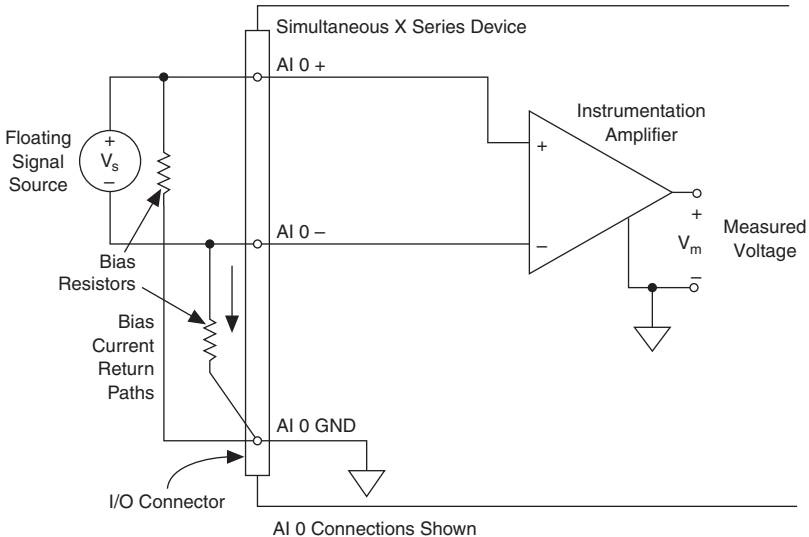 Simultaneous X Series Device
AI 0 +
Instrumentation
Amplifier
Floating
Signal
Source
+
Vs
–
+
–
+
Vm
–
Measured
Voltage
AI 0 –
Bias
Resistors
Bias
Current
Return
Paths
AI 0 GND
I/O Connector
AI 0 Connections Shown